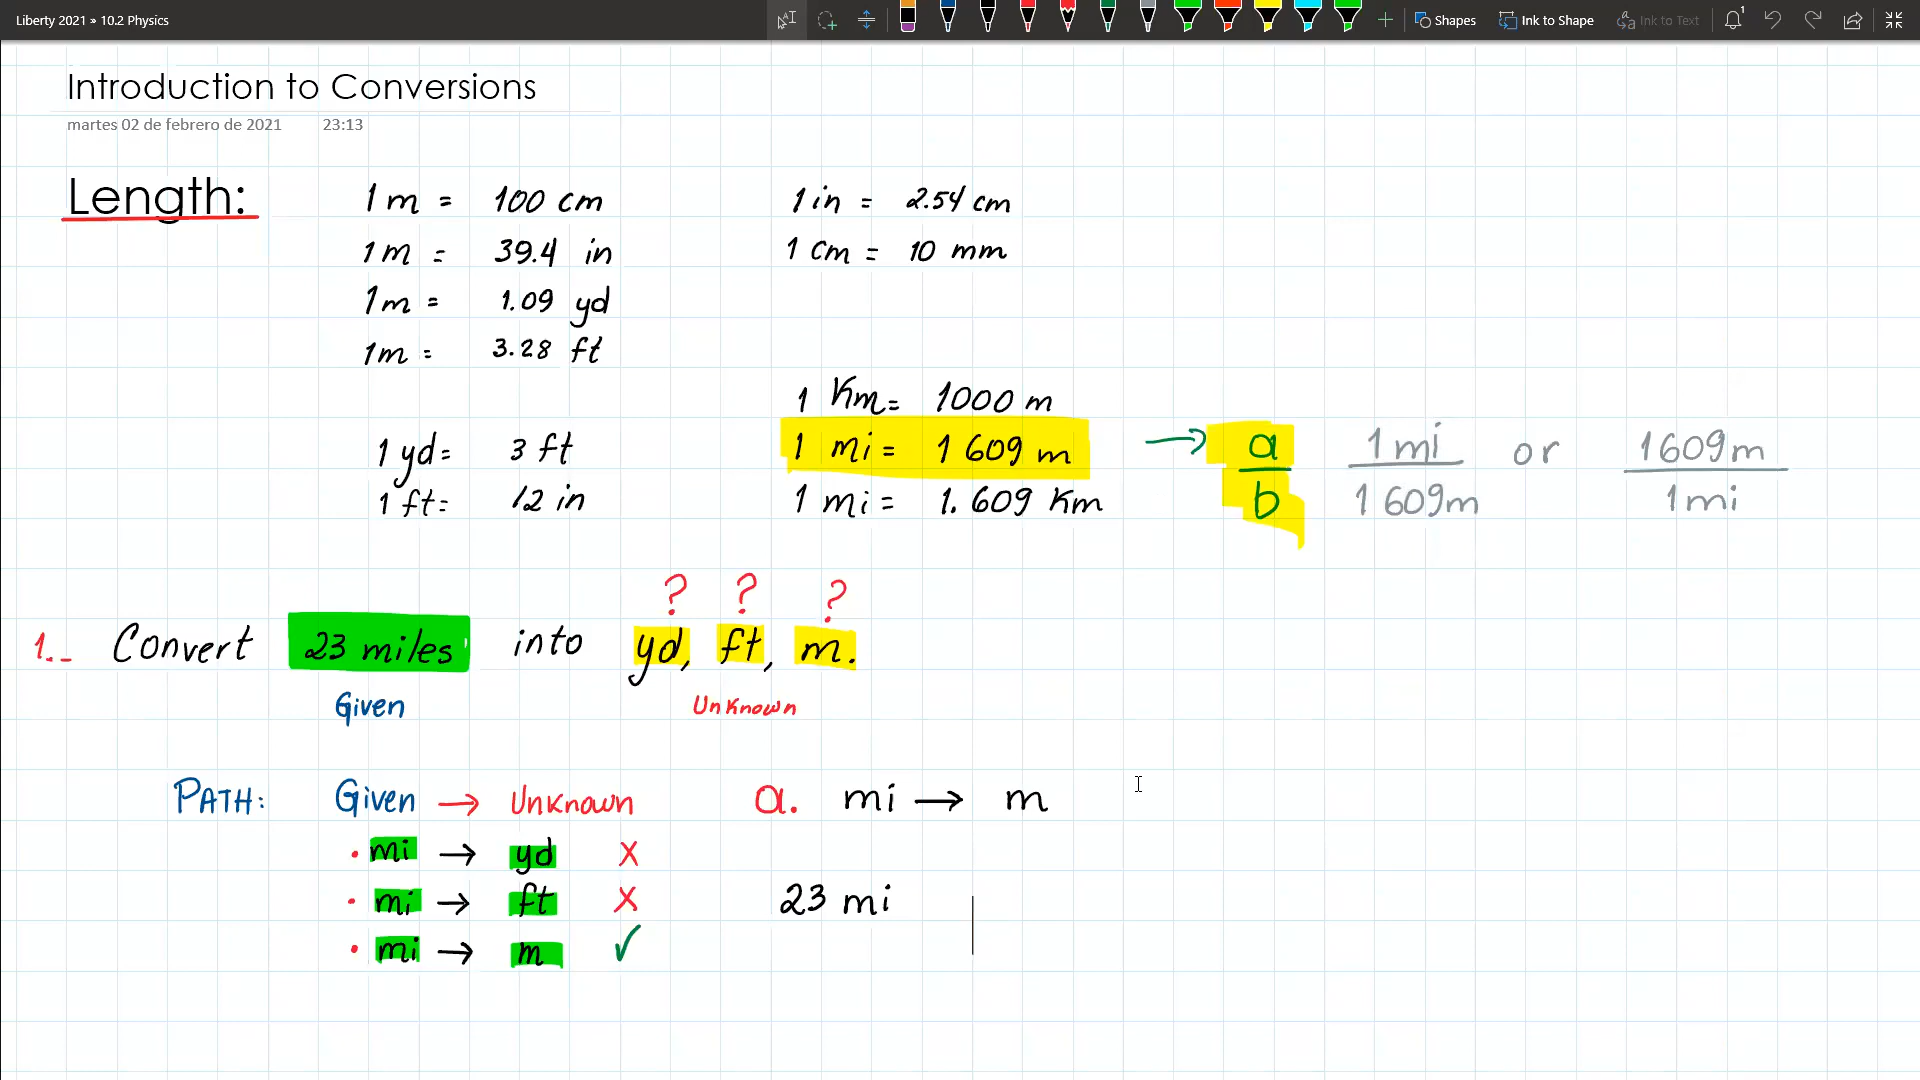 Liberty 2021 » 10.2 Physics
Shapes Ink to Shape Ink to Text
Introduction to Conversions
martes 02 de febrero de 2021 23:13
Length:
1 m = 100 cm
1 m = 39.4 in
1 m = 1.09 yd
1 m = 3.28 ft
1 yd = 3 ft
1 ft = 12 in
1 in = 2.54 cm
1 cm = 10 mm
1 Km = 1000 m
1 mi = 1 609 m
1 mi = 1.609 Km
→ a/b 1 mi / 1 609 m or 1 609 m / 1 mi
? ? ?
1.- Convert 23 miles into yd, ft, m.
Given Unknown
PATH: Given → Unknown
• mi → yd X
• mi → ft X
• mi → m ✓
a. mi → m
23 mi